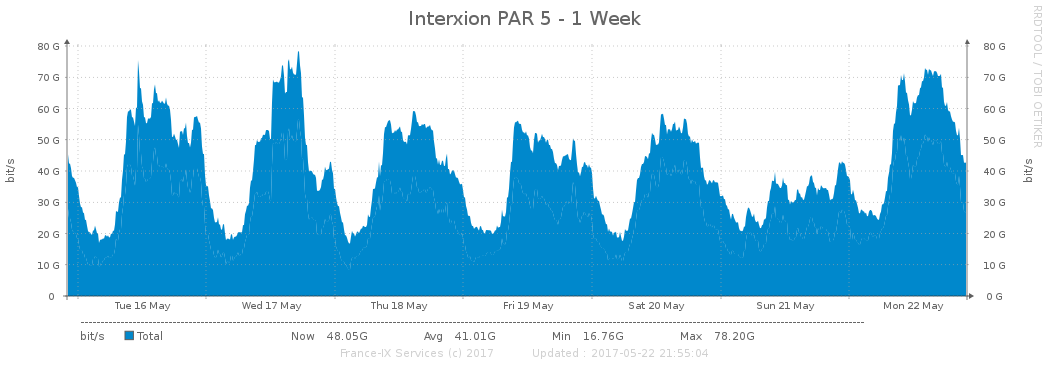 Interxion PAR 5 - 1 Week
RRDTOOL / TOBI OETIKER
bit/s
80 G 80 G
70 G 70 G
60 G 60 G
50 G 50 G
40 G 40 G
30 G 30 G
20 G 20 G
10 G 10 G
0 0 G
bit/s
Tue 16 May Wed 17 May Thu 18 May Fri 19 May Sat 20 May Sun 21 May Mon 22 May
bit/s Total Now 48.05G Avg 41.01G Min 16.76G Max 78.20G
France-IX Services (c) 2017 Updated : 2017-05-22 21:55:04